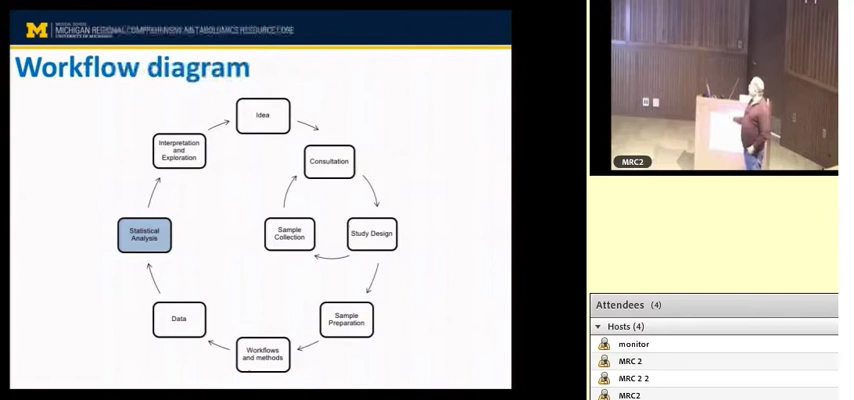 M
MEDICAL SCHOOL
MICHIGAN REGIONAL COMPREHENSIVE METABOLOMICS RESOURCE CORE
UNIVERSITY OF MICHIGAN
Workflow diagram
Idea
Interpretation
and
Exploration
Consultation
Statistical
Analysis
Sample
Collection
Study Design
Data
Sample
Preparation
Workflows
and methods
MRC2
Attendees (4)
Hosts (4)
monitor
MRC 2
MRC 2 2
MRC2